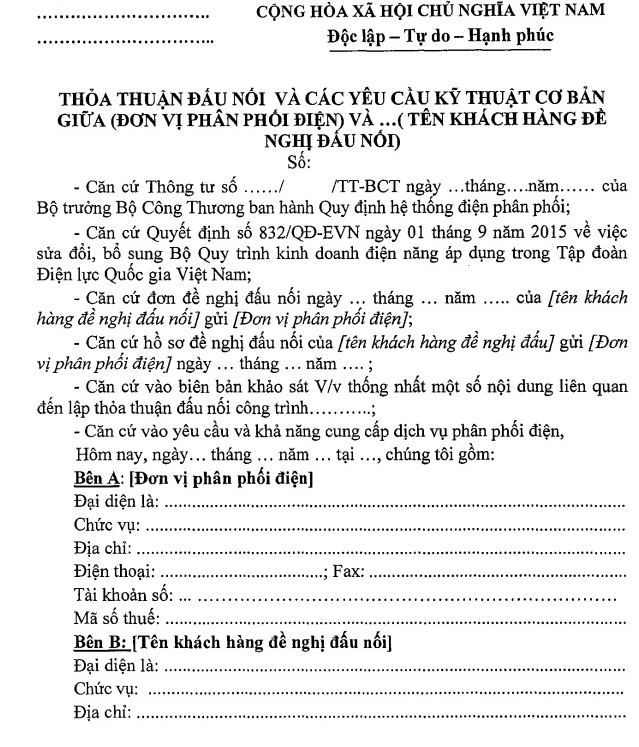 ................................. CỘNG HÒA XÃ HỘI CHỦ NGHĨA VIỆT NAM
................................. Độc lập – Tự do – Hạnh phúc
THỎA THUẬN ĐẤU NỐI VÀ CÁC YÊU CẦU KỸ THUẬT CƠ BẢN
GIỮA (ĐƠN VỊ PHÂN PHỐI ĐIỆN) VÀ …( TÊN KHÁCH HÀNG ĐỀ
NGHỊ ĐẤU NỐI)
Số:
- Căn cứ Thông tư số ……/ /TT-BCT ngày …tháng….năm…… của
Bộ trưởng Bộ Công Thương ban hành Quy định hệ thống điện phân phối;
- Căn cứ Quyết định số 832/QĐ-EVN ngày 01 tháng 9 năm 2015 về việc
sửa đổi, bổ sung Bộ Quy trình kinh doanh điện năng áp dụng trong Tập đoàn
Điện lực Quốc gia Việt Nam;
- Căn cứ đơn đề nghị đấu nối ngày … tháng … năm ….. của [tên khách
hàng đề nghị đấu nối] gửi [Đơn vị phân phối điện];
- Căn cứ hồ sơ đề nghị đấu nối của [tên khách hàng đề nghị đấu] gửi [Đơn
vị phân phối điện] ngày … tháng … năm …. ;
- Căn cứ vào biên bản khảo sát V/v thống nhất một số nội dung liên quan
đến lập thỏa thuận đấu nối công trình………..;
- Căn cứ vào yêu cầu và khả năng cung cấp dịch vụ phân phối điện,
Hôm nay, ngày… tháng … năm … tại …, chúng tôi gồm:
Bên A: [Đơn vị phân phối điện]
Đại diện là: ........................................................................
Chức vụ: ........................................................................
Địa chỉ: ........................................................................
Điện thoại: ..............................; Fax: ..............................
Tài khoản số: ... ........................................................................
Mã số thuế: ........................................................................
Bên B: [Tên khách hàng đề nghị đấu nối]
Đại diện là: ........................................................................
Chức vụ: ........................................................................
Địa chỉ: ........................................................................